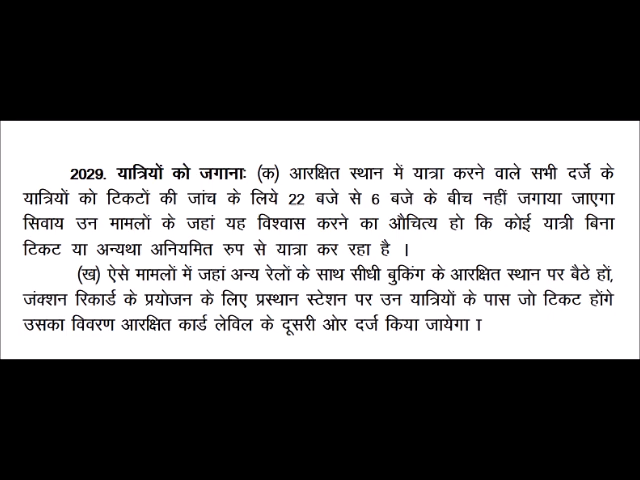 2029. यात्रियों को जगानाः (क) आरक्षित स्थान में यात्रा करने वाले सभी दर्जे के
यात्रियों को टिकटों की जांच के लिये 22 बजे से 6 बजे के बीच नहीं जगाया जाएगा
सिवाय उन मामलों के जहां यह विश्वास करने का औचित्य हो कि कोई यात्री बिना
टिकट या अन्यथा अनियमित रुप से यात्रा कर रहा है ।
(ख) ऐसे मामलों में जहां अन्य रेलों के साथ सीधी बुकिंग के आरक्षित स्थान पर बैठे हों,
जंक्शन रिकार्ड के प्रयोजन के लिए प्रस्थान स्टेशन पर उन यात्रियों के पास जो टिकट होंगे
उसका विवरण आरक्षित कार्ड लेविल के दूसरी ओर दर्ज किया जायेगा ।